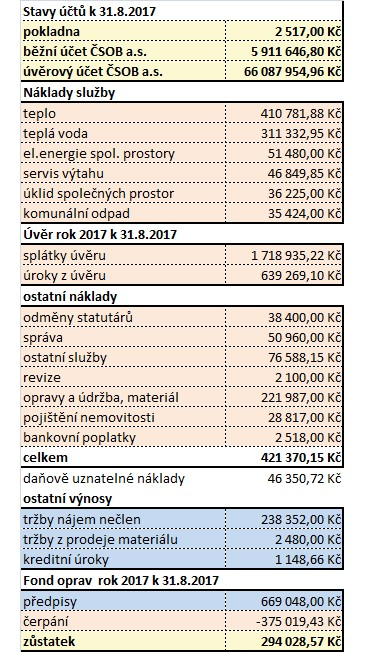 Stavy účtů k 31.8.2017
pokladna 2 517,00 Kč
běžní účet ČSOB a.s. 5 911 646,80 Kč
úvěrový účet ČSOB a.s. 66 087 954,96 Kč
Náklady služby
teplo 410 781,88 Kč
teplá voda 311 332,95 Kč
el.energie spol. prostory 51 480,00 Kč
servis výtahu 46 849,85 Kč
úklid společných prostor 36 225,00 Kč
komunální odpad 35 424,00 Kč
Úvěr rok 2017 k 31.8.2017
splátky úvěru 1 718 935,22 Kč
úroky z úvěru 639 269,10 Kč
ostatní náklady
odměny statutárů 38 400,00 Kč
správa 50 960,00 Kč
ostatní služby 76 588,15 Kč
revize 2 100,00 Kč
opravy a údržba, materiál 221 987,00 Kč
pojištění nemovitosti 28 817,00 Kč
bankovní poplatky 2 518,00 Kč
celkem 421 370,15 Kč
daňově uznatelné náklady 46 350,72 Kč
ostatní výnosy
tržby nájem nečlen 238 352,00 Kč
tržby z prodeje materiálu 2 480,00 Kč
kreditní úroky 1 148,66 Kč
Fond oprav rok 2017 k 31.8.2017
předpisy 669 048,00 Kč
čerpání -375 019,43 Kč
zůstatek 294 028,57 Kč